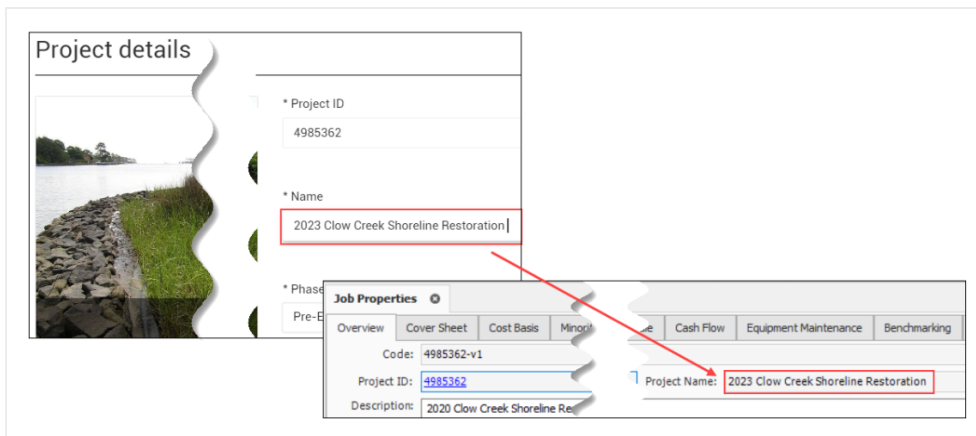 Project details
* Project ID
4985362
* Name
2023 Clow Creek Shoreline Restoration
* Phase
Pre-E
Job Properties
Overview Cover Sheet Cost Basis Cash Flow Equipment Maintenance Benchmarking
Code: 4985362-v1
Project ID: 4985362 Project Name: 2023 Clow Creek Shoreline Restoration
Description: 2020 Clow Creek Shoreline